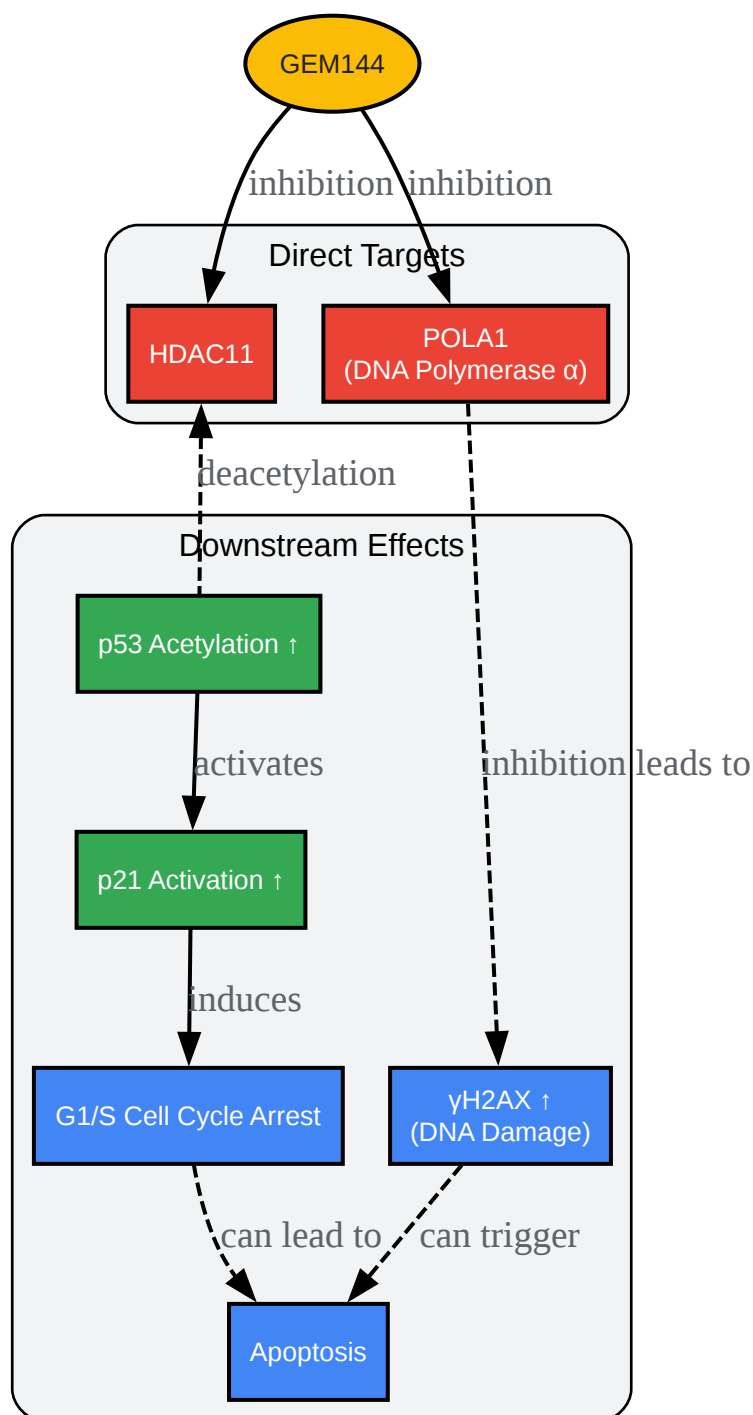 GEM144
inhibition
inhibition
Direct Targets
HDAC11
POLA1
(DNA Polymerase α)
deacetylation
Downstream Effects
p53 Acetylation ↑
activates
inhibition leads to
p21 Activation ↑
induces
G1/S Cell Cycle Arrest
γH2AX ↑
(DNA Damage)
can lead to
can trigger
Apoptosis